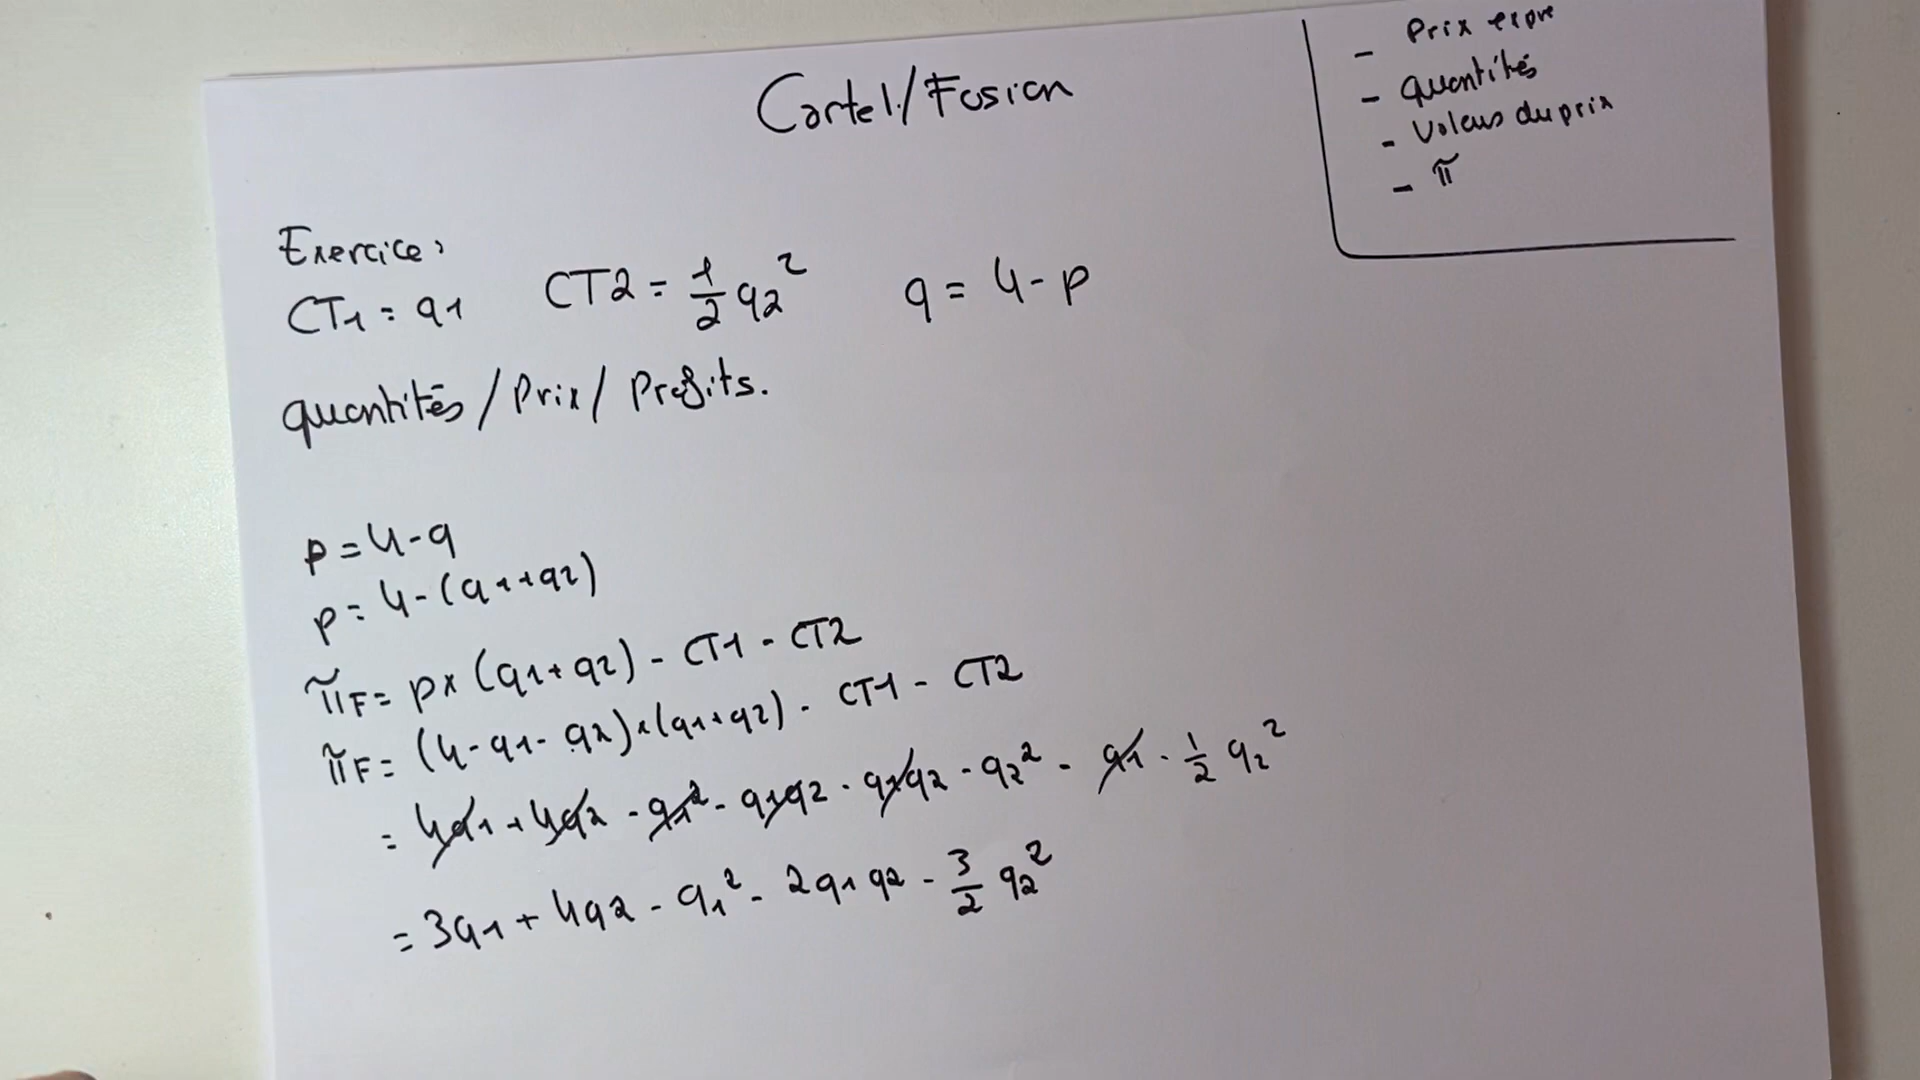 Cartel/Fusion
- Prix expr
- quantités
- Valeurs du prix
- π
Exercice:
CT1 = q1 CT2 = 1/2 q2² q = 4 - p
quantités / Prix / Profits.
p = 4 - q
p = 4 - (q1 + q2)
πF = p x (q1 + q2) - CT1 - CT2
πF = (4 - q1 - q2) x (q1 + q2) - CT1 - CT2
= 4q1 + 4q2 - q1² - q1q2 - q1q2 - q2² - q1 - 1/2 q2²
= 3q1 + 4q2 - q1² - 2q1q2 - 3/2 q2²